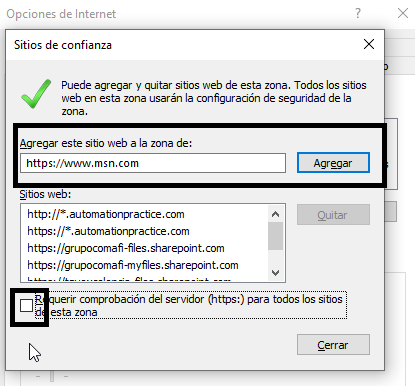 Opciones de Internet
?
Sitios de confianza
Puede agregar y quitar sitios web de esta zona. Todos los sitios
web en esta zona usarán la configuración de seguridad de la
zona.
Agregar este sitio web a la zona de:
https://www.msn.com
Agregar
Sitios web:
http://*.automationpractice.com
https://*.automationpractice.com
https://grupocomafi-files.sharepoint.com
https://grupocomafi-myfiles.sharepoint.com
Quitar
Requerir comprobación del servidor (https:) para todos los sitios
de esta zona
Cerrar